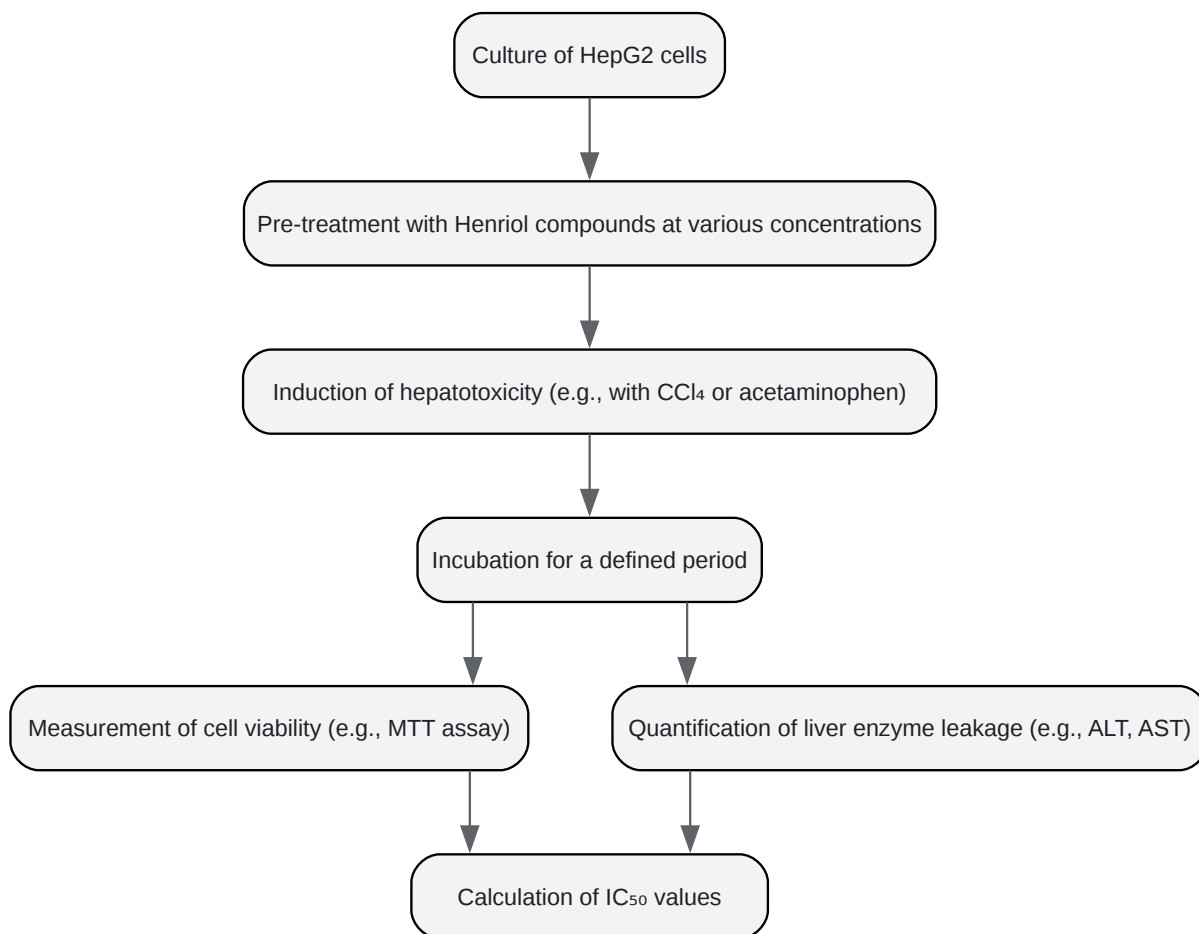 Culture of HepG2 cells
Pre-treatment with Henriol compounds at various concentrations
Induction of hepatotoxicity (e.g., with CCl₄ or acetaminophen)
Incubation for a defined period
Measurement of cell viability (e.g., MTT assay)
Quantification of liver enzyme leakage (e.g., ALT, AST)
Calculation of IC₅₀ values